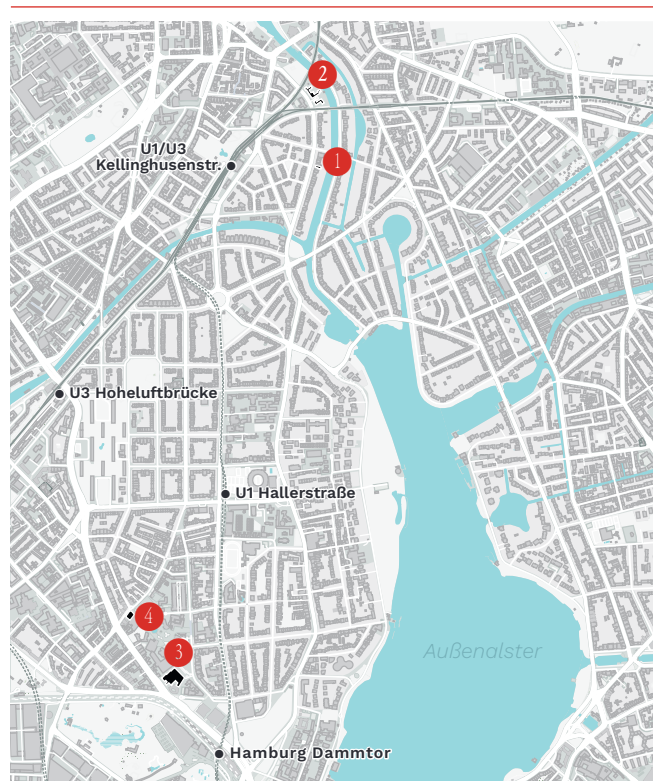 2
U1/U3
Kellinghusenstr.
1
U3 Hoheluftbrücke
U1 Hallerstraße
4
3
Außenalster
Hamburg Dammtor